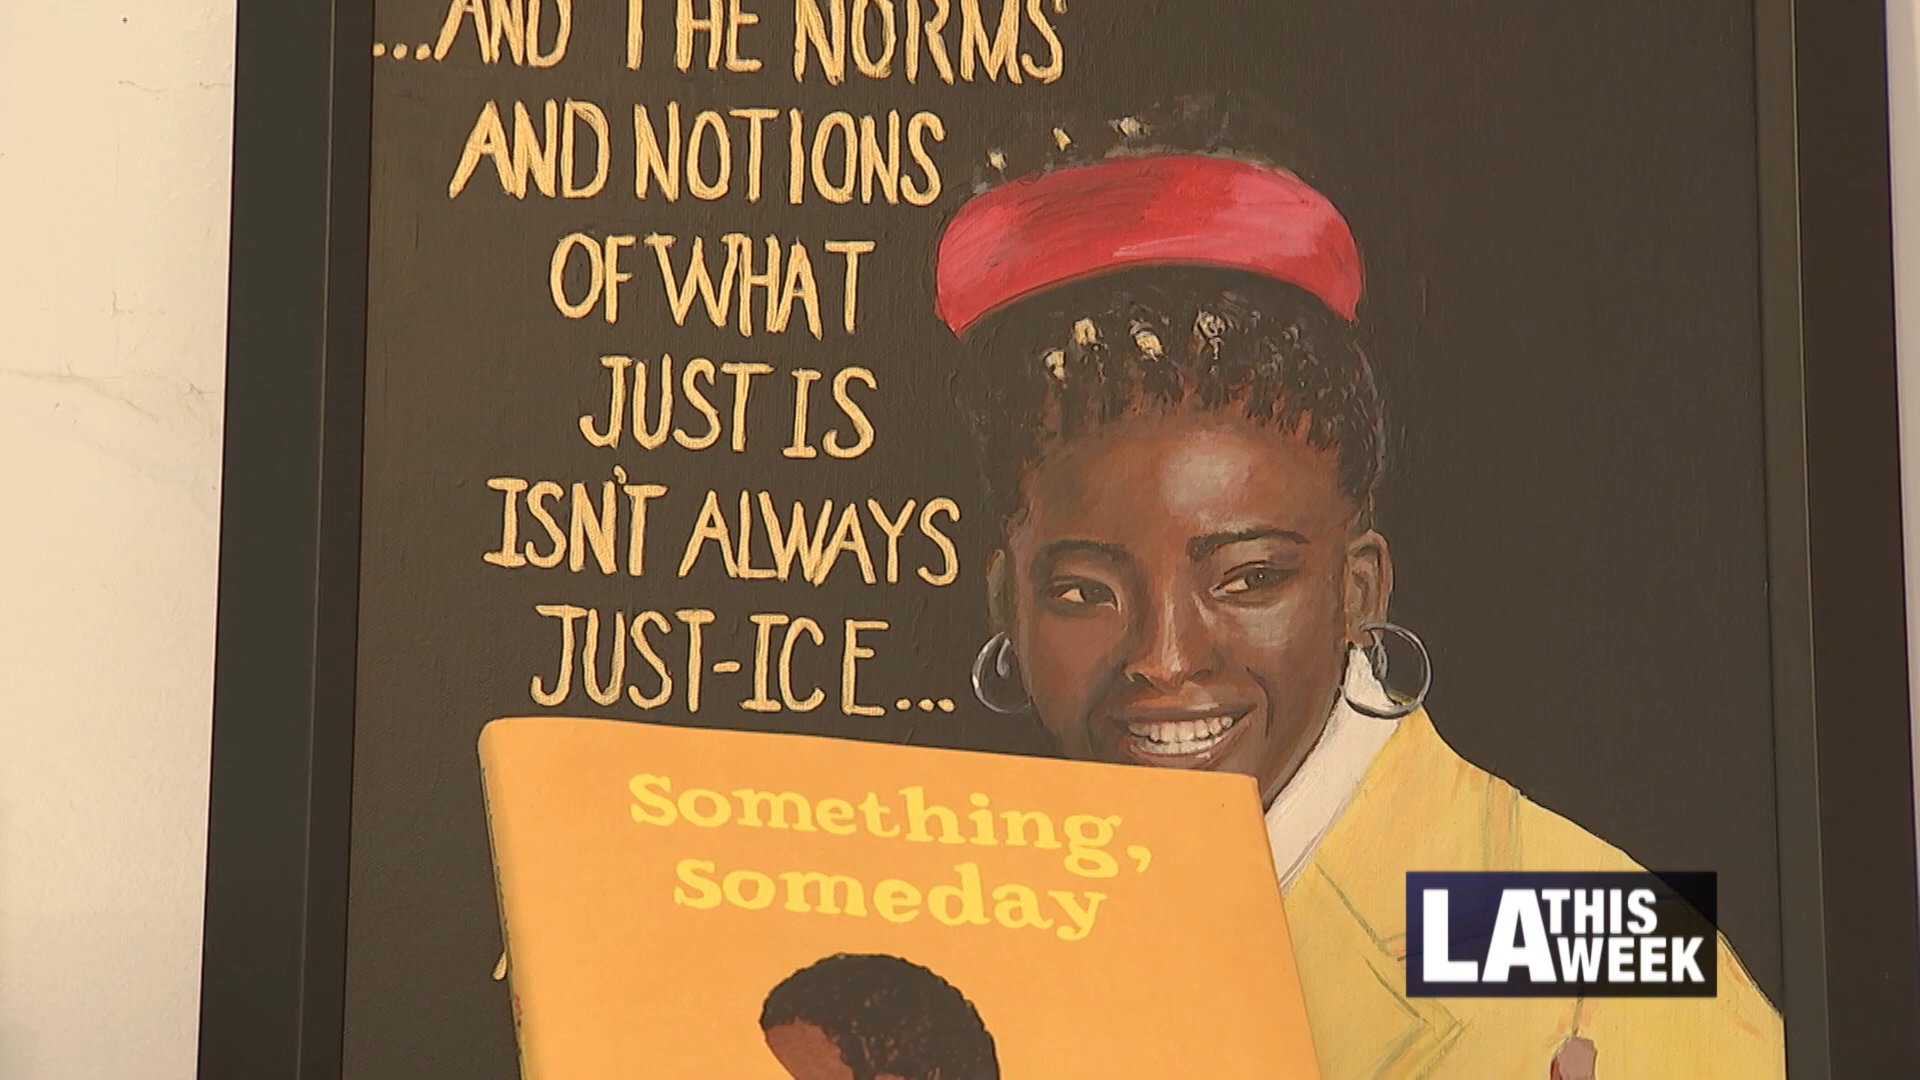 ...AND THE NORMS
AND NOTIONS
OF WHAT
JUST IS
ISN'T ALWAYS
JUST-ICE...
Something,
someday
LA THIS
WEEK